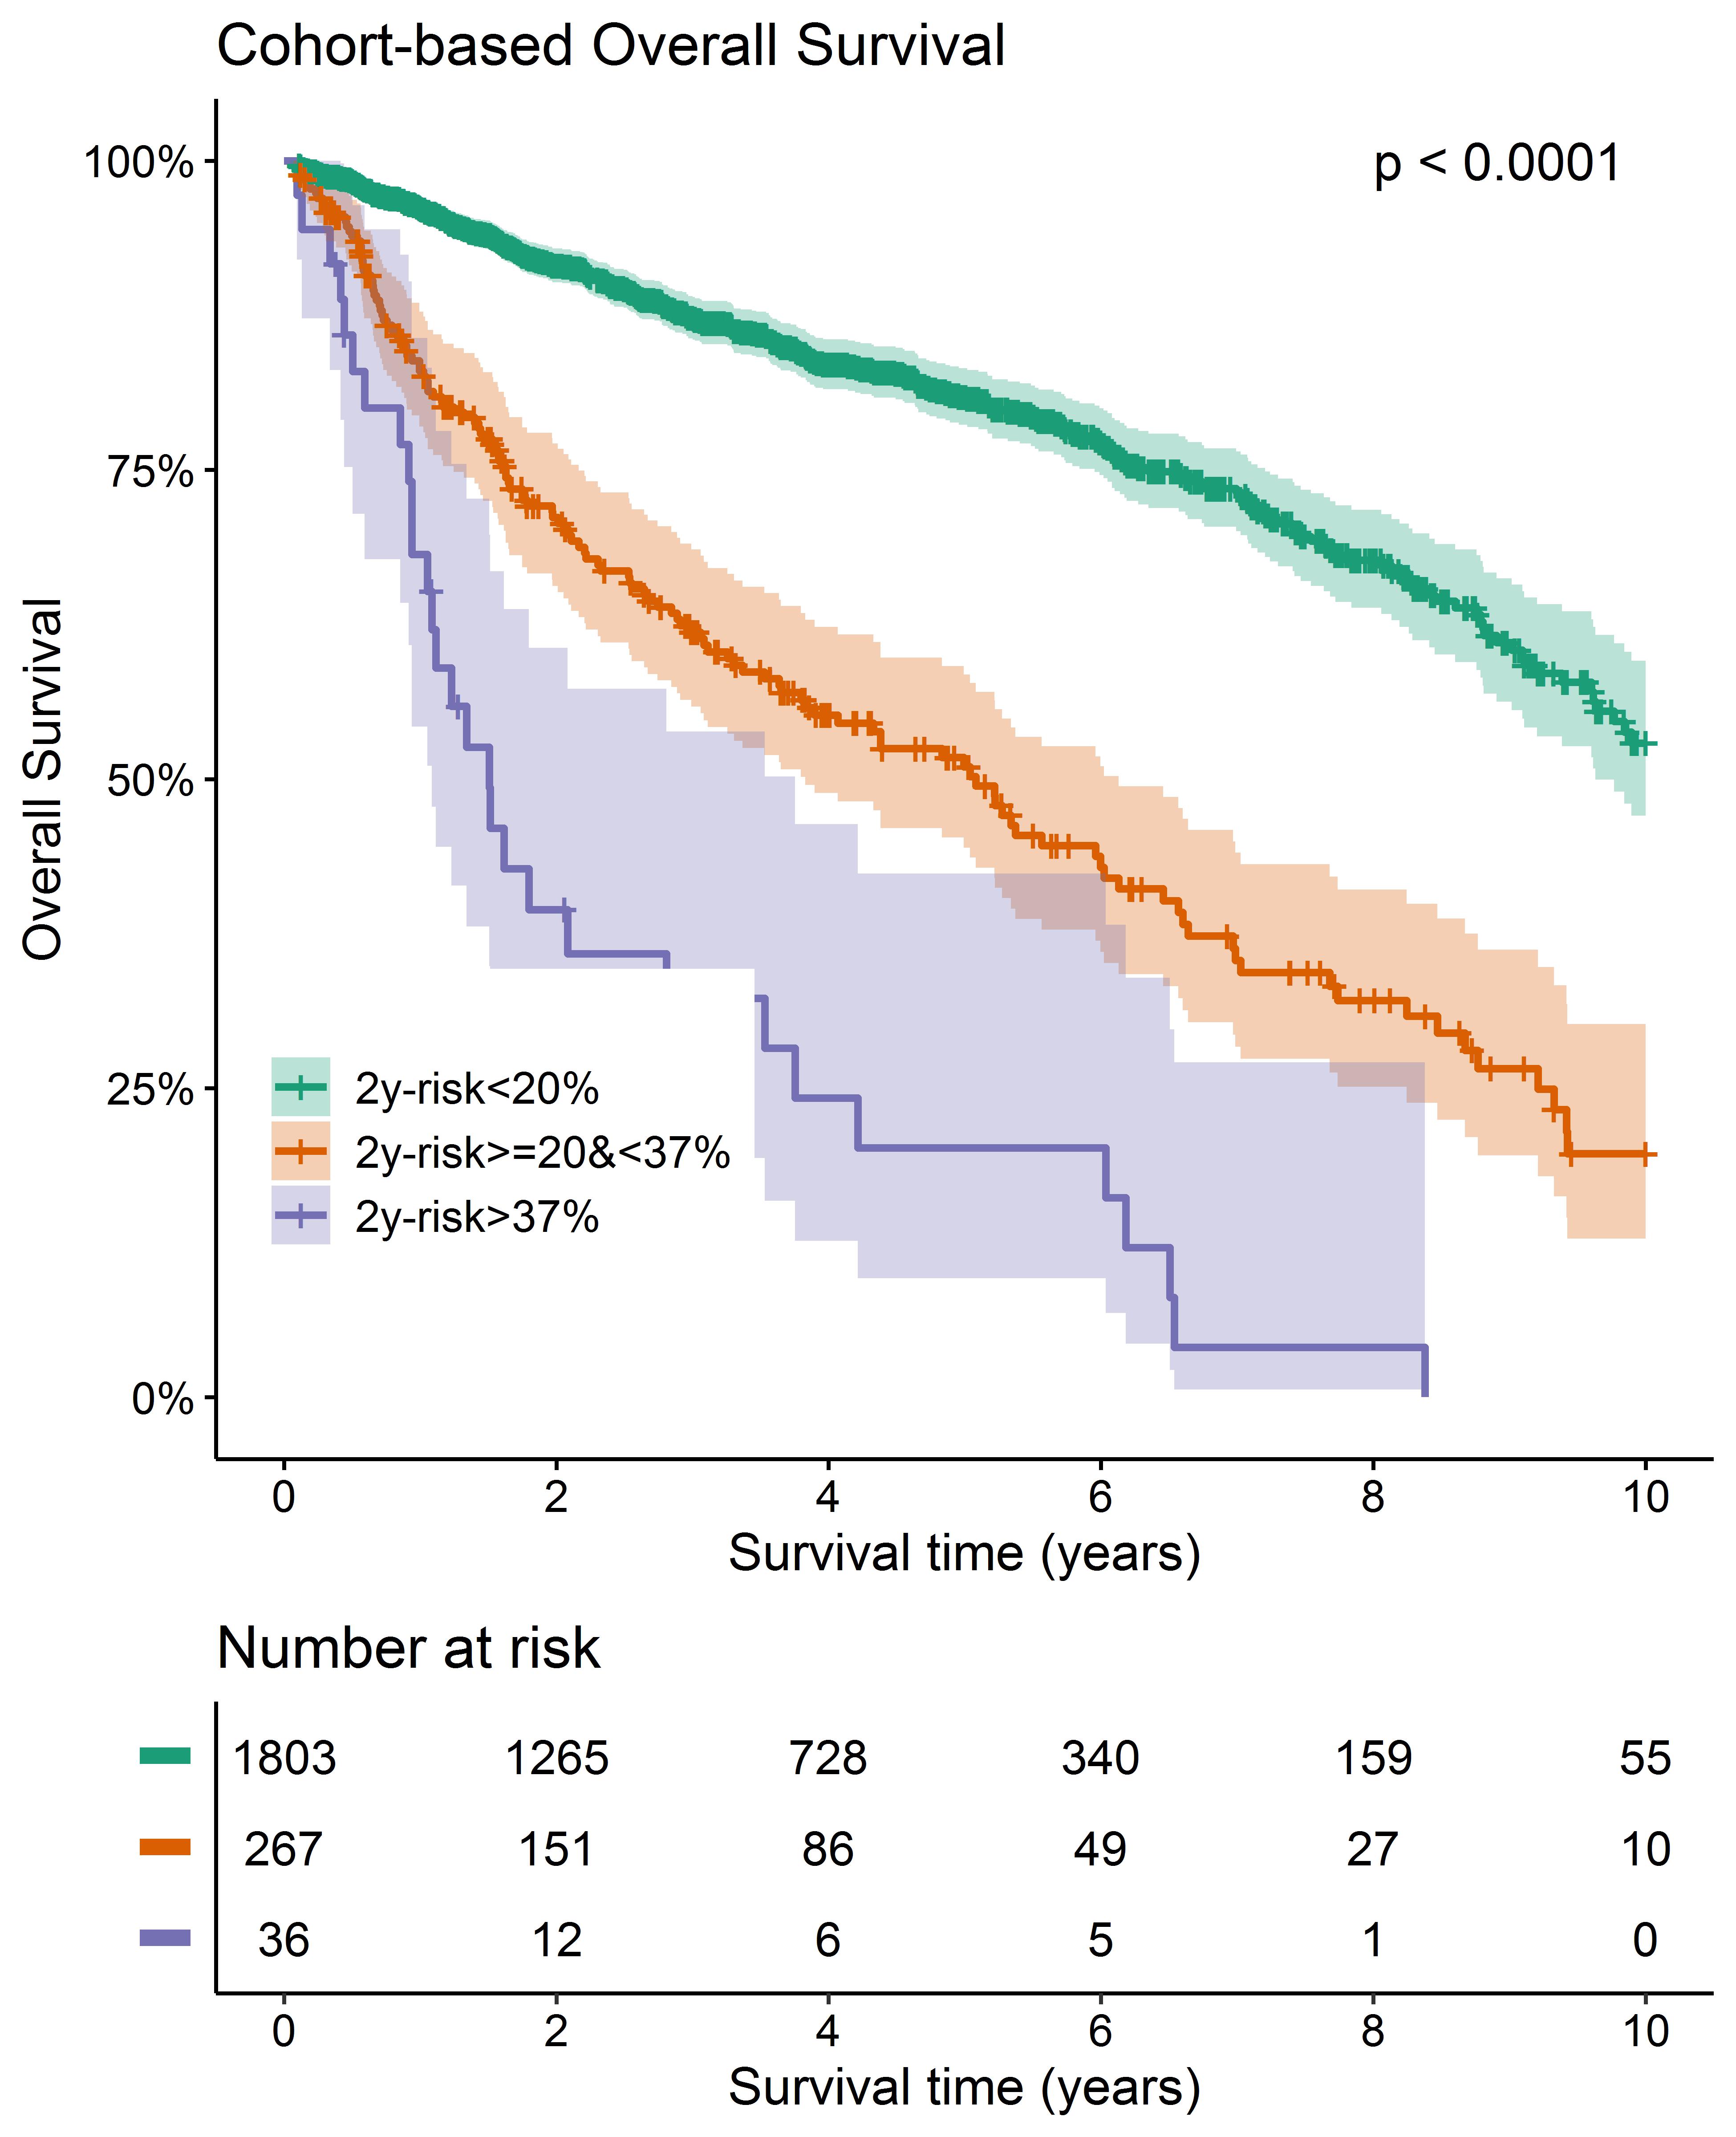 Cohort-based Overall Survival
p < 0.0001
100%
75%
50%
25%
0%
Overall Survival
2y-risk<20%
2y-risk>=20&<37%
2y-risk>37%
0 2 4 6 8 10
Survival time (years)
Number at risk
1803 1265 728 340 159 55
267 151 86 49 27 10
36 12 6 5 1 0
0 2 4 6 8 10
Survival time (years)